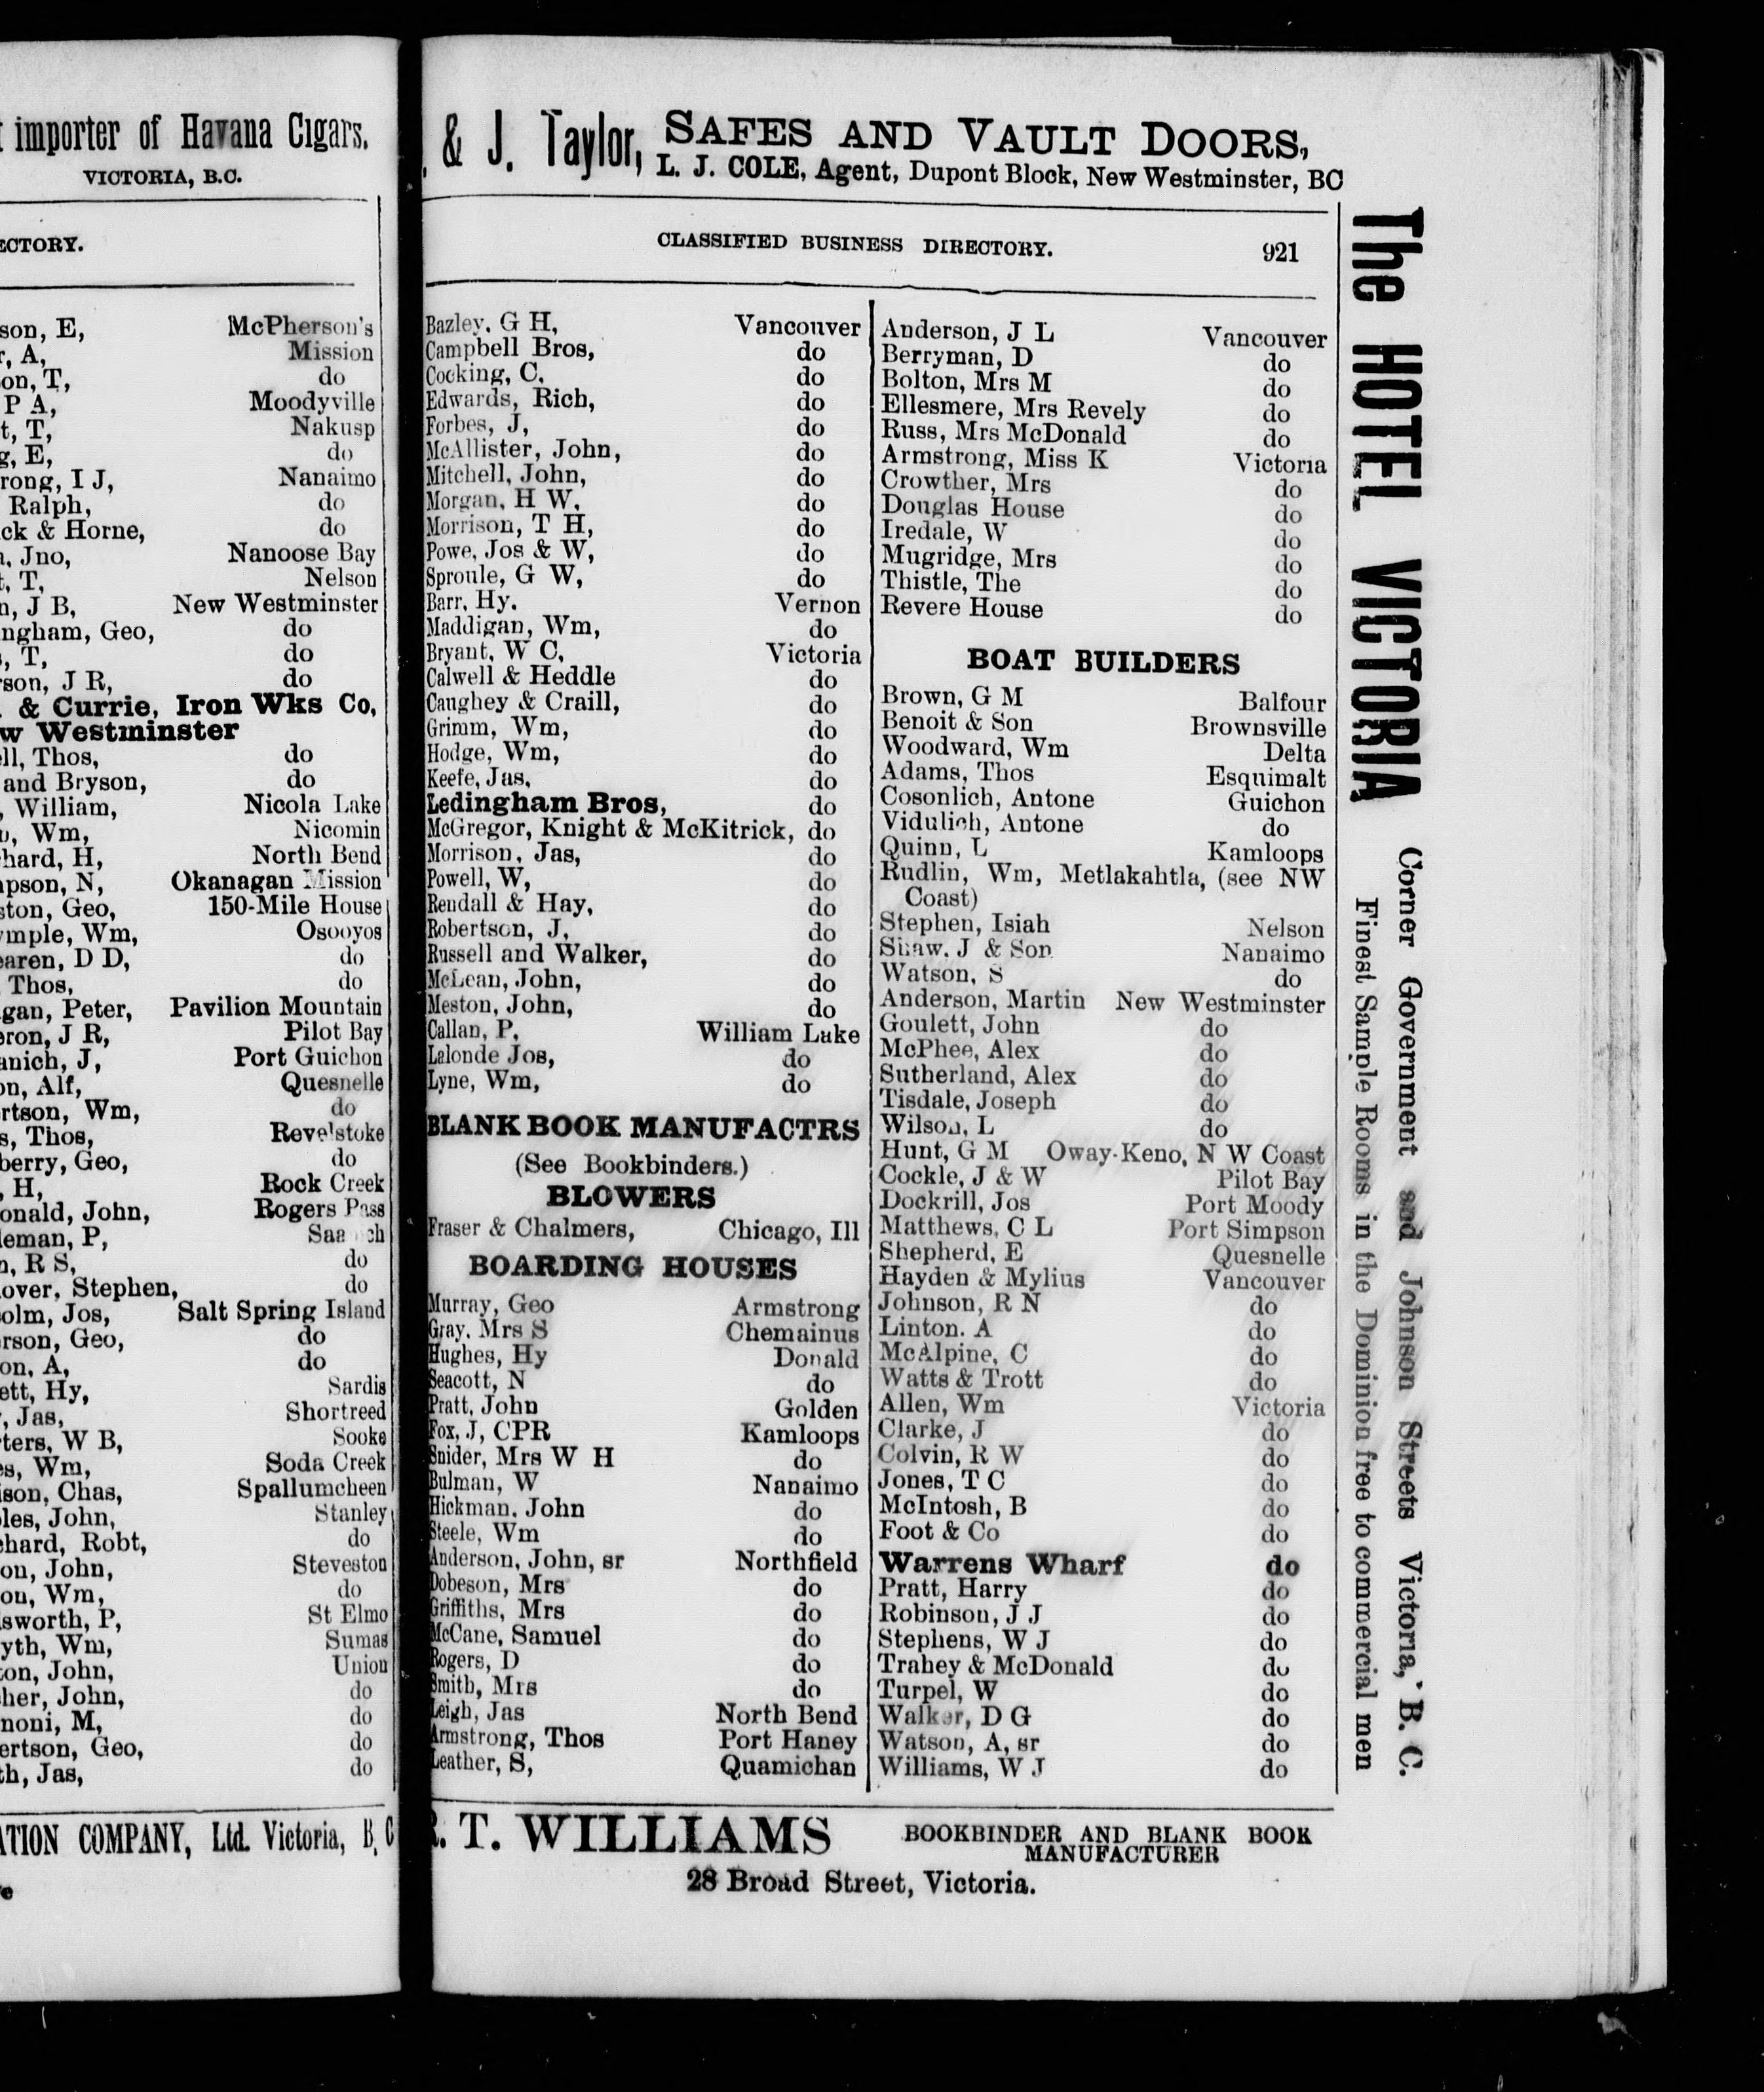 importer of Havana Cigars.
VICTORIA, B.C.
ECTORY.
son, E, McPherson's
r, A, Mission
on, T, do
P A, Moodyville
t, T, Nakusp
g, E, do
rong, I J, Nanaimo
Ralph, do
ck & Horne, do
n, Jno, Nanoose Bay
t, T, Nelson
n, J B, New Westminster
ingham, Geo, do
s, T, do
rson, J R, do
& Currie, Iron Wks Co,
w Westminster
ell, Thos, do
and Bryson, do
, William, Nicola Lake
b, Wm, Nicomin
hard, H, North Bend
npson, N, Okanagan Mission
ston, Geo, 150-Mile House
ymple, Wm, Osooyos
earen, D D, do
Thos, do
gan, Peter, Pavilion Mountain
eron, J R, Pilot Bay
anich, J, Port Guichon
on, Alf, Quesnelle
ertson, Wm, do
s, Thos, Revelstoke
berry, Geo, do
, H, Rock Creek
onald, John, Rogers Pass
leman, P,
n, R S, do
lover, Stephen, do
olm, Jos, Salt Spring Island
erson, Geo, do
on, A, do
ett, Hy, Sardis
, Jas, Shortreed
ters, W B, Sooke
es, Wm, Soda Creek
ison, Chas, Spallumcheen
les, John, Stanley
chard, Robt, do
on, John, Steveston
on, Wm, do
sworth, P, St Elmo
yth, Wm, Sumas
ton, John, Union
cher, John, do
noni, M, do
ertson, Geo, do
th, Jas, do
ATION COMPANY, Ltd. Victoria, B C
& J. Taylor, SAFES AND VAULT DOORS,
L. J. COLE, Agent, Dupont Block, New Westminster, BC
CLASSIFIED BUSINESS DIRECTORY. 921
Bazley. G H, Vancouver
Campbell Bros, do
Cocking, C, do
Edwards, Rich, do
Forbes, J, do
McAllister, John, do
Mitchell, John, do
Morgan, H W, do
Morrison, T H, do
Powe, Jos & W, do
Sproule, G W, do
Barr, Hy. Vernon
Maddigan, Wm, do
Bryant, W C, Victoria
Calwell & Heddle do
Caughey & Craill, do
Grimm, Wm, do
Hodge, Wm, do
Keefe, Jas, do
Ledingham Bros, do
McGregor, Knight & McKitrick, do
Morrison, Jas, do
Powell, W, do
Rendall & Hay, do
Robertson, J, do
Russell and Walker, do
McLean, John, do
Meston, John, do
Callan, P, William Lake
Lalonde Jos, do
Lyne, Wm, do
BLANK BOOK MANUFACTRS
(See Bookbinders.)
BLOWERS
Fraser & Chalmers, Chicago, Ill
BOARDING HOUSES
Murray, Geo Armstrong
Gray, Mrs S Chemainus
Hughes, Hy Donald
Seacott, N do
Pratt, John Golden
Fox, J, CPR Kamloops
Snider, Mrs W H do
Bulman, W Nanaimo
Hickman, John do
Steele, Wm do
Anderson, John, sr Northfield
Dobeson, Mrs do
Griffiths, Mrs do
McCane, Samuel do
Rogers, D do
Smith, Mrs do
Leigh, Jas North Bend
Armstrong, Thos Port Haney
Leather, S, Quamichan
Anderson, J L Vancouver
Berryman, D do
Bolton, Mrs M do
Ellesmere, Mrs Revely do
Russ, Mrs McDonald do
Armstrong, Miss K Victoria
Crowther, Mrs do
Douglas House do
Iredale, W do
Mugridge, Mrs do
Thistle, The do
Revere House do
BOAT BUILDERS
Brown, G M Balfour
Benoit & Son Brownsville
Woodward, Wm Delta
Adams, Thos Esquimalt
Cosonlich, Antone Guichon
Vidulich, Antone do
Quinn, L Kamloops
Rudlin, Wm, Metlakahtla, (see NW
Coast)
Stephen, Isiah Nelson
Shaw. J & Son Nanaimo
Watson, S do
Anderson, Martin New Westminster
Goulett, John do
McPhee, Alex do
Sutherland, Alex do
Tisdale, Joseph do
Wilson, L do
Hunt, G M Oway-Keno, N W Coast
Cockle, J & W Pilot Bay
Dockrill, Jos Port Moody
Matthews, C L Port Simpson
Shepherd, E Quesnelle
Hayden & Mylius Vancouver
Johnson, R N do
Linton. A do
McAlpine, C do
Watts & Trott do
Allen, Wm Victoria
Clarke, J do
Colvin, R W do
Jones, T C do
McIntosh, B do
Foot & Co do
Warrens Wharf do
Pratt, Harry do
Robinson, J J do
Stephens, W J do
Trahey & McDonald do
Turpel, W do
Walker, D G do
Watson, A, sr do
Williams, W J do
The HOTEL VICTORIA Corner Government and Johnson Streets Victoria, B. C.
Finest Sample Rooms in the Dominion free to commercial men
R. T. WILLIAMS BOOKBINDER AND BLANK BOOK
MANUFACTURER
28 Broad Street, Victoria.